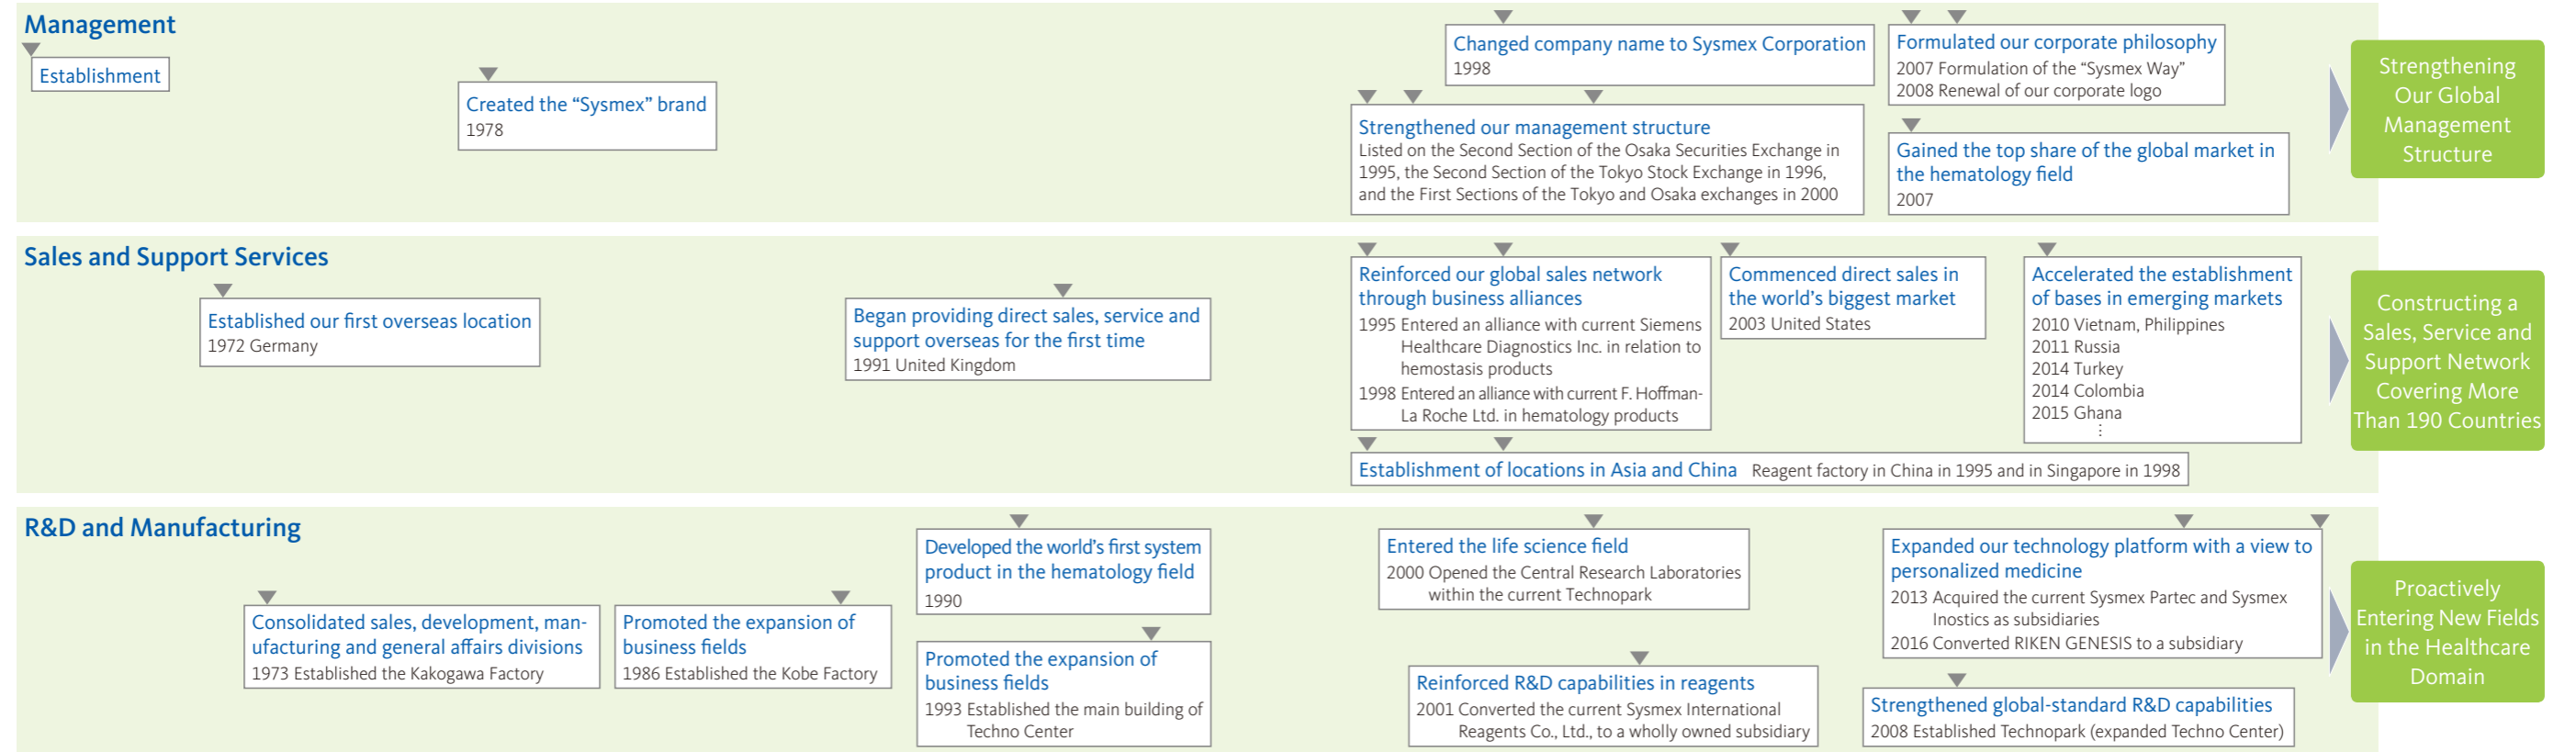 Management
Establishment
Created the “Sysmex” brand
1978
Changed company name to Sysmex Corporation
1998
Strengthened our management structure
Listed on the Second Section of the Osaka Securities Exchange in
1995, the Second Section of the Tokyo Stock Exchange in 1996,
and the First Sections of the Tokyo and Osaka exchanges in 2000
Formulated our corporate philosophy
2007 Formulation of the “Sysmex Way”
2008 Renewal of our corporate logo
Gained the top share of the global market in
the hematology field
2007
Strengthening
Our Global
Management
Structure
Sales and Support Services
Established our first overseas location
1972 Germany
Began providing direct sales, service and
support overseas for the first time
1991 United Kingdom
Reinforced our global sales network
through business alliances
1995 Entered an alliance with current Siemens
Healthcare Diagnostics Inc. in relation to
hemostasis products
1998 Entered an alliance with current F. Hoffman-
La Roche Ltd. in hematology products
Commenced direct sales in
the world’s biggest market
2003 United States
Accelerated the establishment
of bases in emerging markets
2010 Vietnam, Philippines
2011 Russia
2014 Turkey
2014 Colombia
2015 Ghana
⋮
Establishment of locations in Asia and China Reagent factory in China in 1995 and in Singapore in 1998
Constructing a
Sales, Service and
Support Network
Covering More
Than 190 Countries
R&D and Manufacturing
Consolidated sales, development, man-
ufacturing and general affairs divisions
1973 Established the Kakogawa Factory
Promoted the expansion of
business fields
1986 Established the Kobe Factory
Developed the world’s first system
product in the hematology field
1990
Promoted the expansion of
business fields
1993 Established the main building of
Techno Center
Entered the life science field
2000 Opened the Central Research Laboratories
within the current Technopark
Reinforced R&D capabilities in reagents
2001 Converted the current Sysmex International
Reagents Co., Ltd., to a wholly owned subsidiary
Expanded our technology platform with a view to
personalized medicine
2013 Acquired the current Sysmex Partec and Sysmex
Inostics as subsidiaries
2016 Converted RIKEN GENESIS to a subsidiary
Strengthened global-standard R&D capabilities
2008 Established Technopark (expanded Techno Center)
Proactively
Entering New Fields
in the Healthcare
Domain